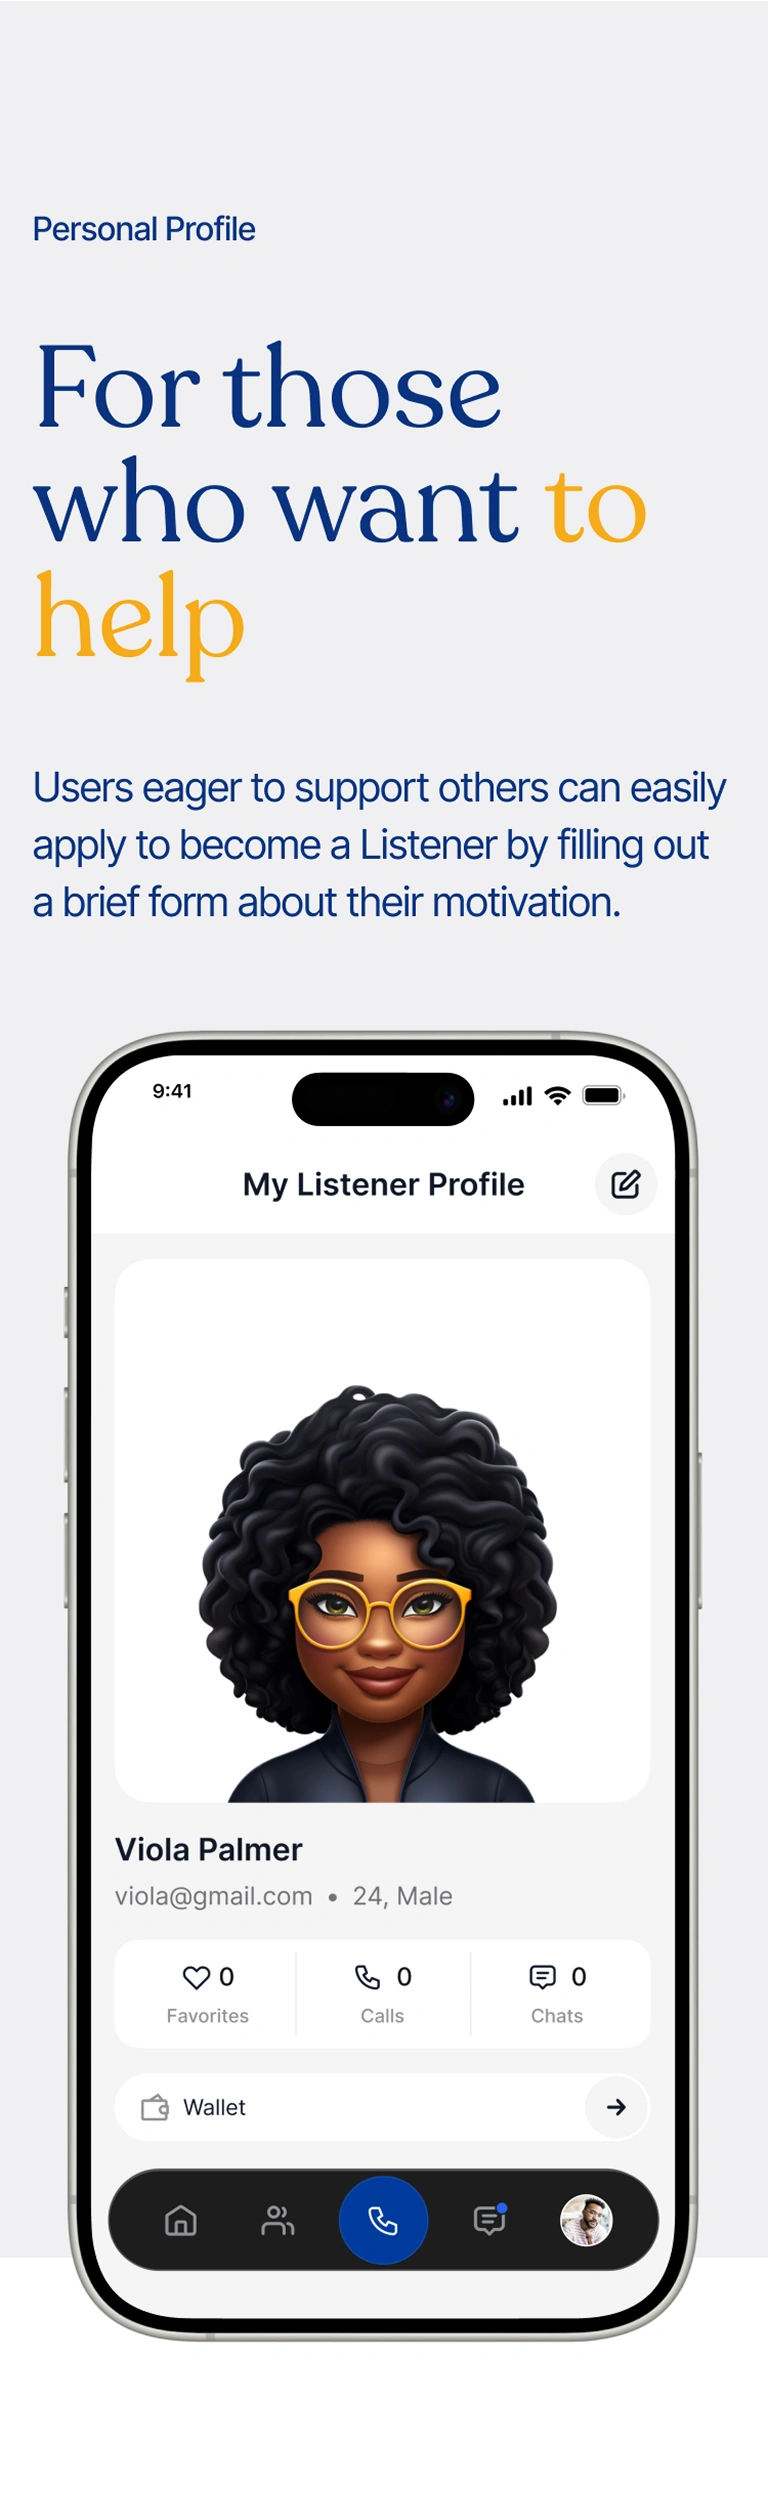 Personal Profile
For those
who want to
help
Users eager to support others can easily
apply to become a Listener by filling out
a brief form about their motivation.
9:41
My Listener Profile
Viola Palmer
viola@gmail.com • 24, Male
0 0 0
Favorites Calls Chats
Wallet